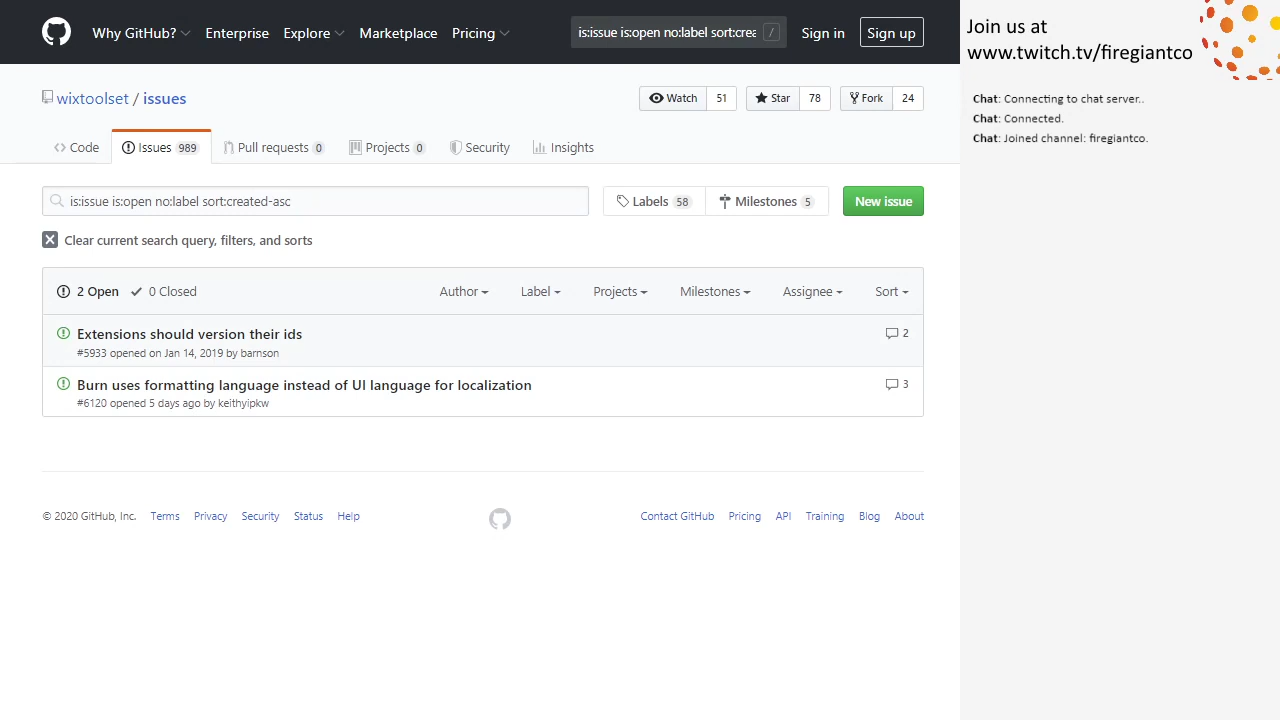 Why GitHub? Enterprise Explore Marketplace Pricing is:issue is:open no:label sort:crea / Sign in Sign up
Join us at
www.twitch.tv/firegiantco
wixtoolset / issues Watch 51 Star 78 Fork 24
Chat: Connecting to chat server..
Chat: Connected.
Chat: Joined channel: firegiantco.
Code Issues 989 Pull requests 0 Projects 0 Security Insights
is:issue is:open no:label sort:created-asc Labels 58 Milestones 5 New issue
Clear current search query, filters, and sorts
2 Open 0 Closed Author Label Projects Milestones Assignee Sort
Extensions should version their ids 2
#5933 opened on Jan 14, 2019 by barnson
Burn uses formatting language instead of UI language for localization 3
#6120 opened 5 days ago by keithyipkw
© 2020 GitHub, Inc. Terms Privacy Security Status Help Contact GitHub Pricing API Training Blog About